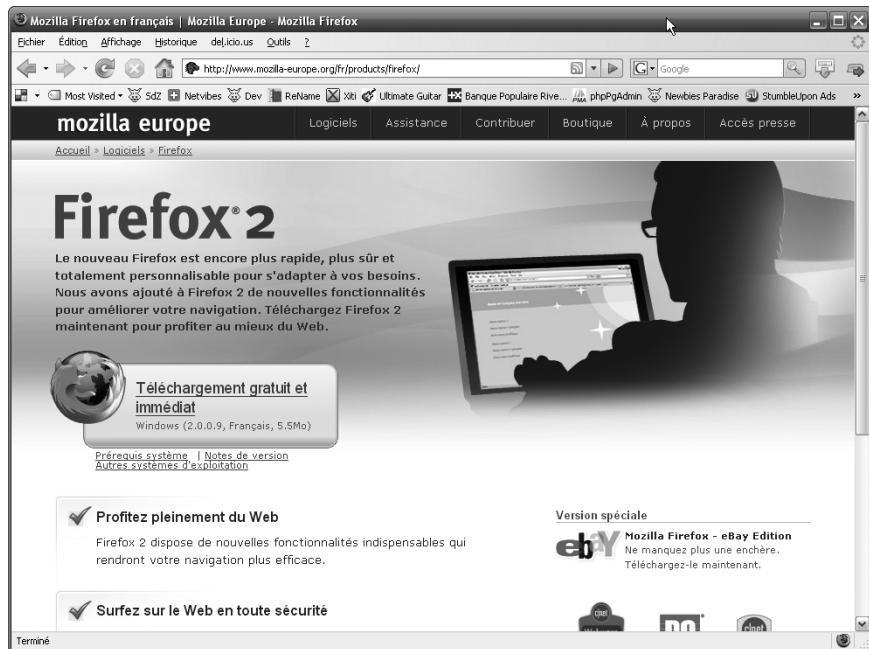 Mozilla Firefox en français | Mozilla Europe - Mozilla Firefox
Fichier Édition Affichage Historique del.icio.us Outils ?
http://www.mozilla-europe.org/fr/products/firefox/
G Google
Most Visited SdZ Netvibes Dev ReName Xiti Ultimate Guitar Banque Populaire Rive... phpPgAdmin Newbies Paradise StumbleUpon Ads »
mozilla europe
Logiciels Assistance Contribuer Boutique À propos Accès presse
Accueil » Logiciels » Firefox
Firefox® 2
Le nouveau Firefox est encore plus rapide, plus sûr et
totalement personnalisable pour s'adapter à vos besoins.
Nous avons ajouté à Firefox 2 de nouvelles fonctionnalités
pour améliorer votre navigation. Téléchargez Firefox 2
maintenant pour profiter au mieux du Web.
Téléchargement gratuit et
immédiat
Windows (2.0.0.9, Français, 5.5Mo)
Prérequis système | Notes de version
Autres systèmes d'exploitation
Profitez pleinement du Web
Firefox 2 dispose de nouvelles fonctionnalités indispensables qui
rendront votre navigation plus efficace.
Surfez sur le Web en toute sécurité
Version spéciale
ebaY
Mozilla Firefox - eBay Edition
Ne manquez plus une enchère.
Téléchargez-le maintenant.
cnet
cnet
Terminé